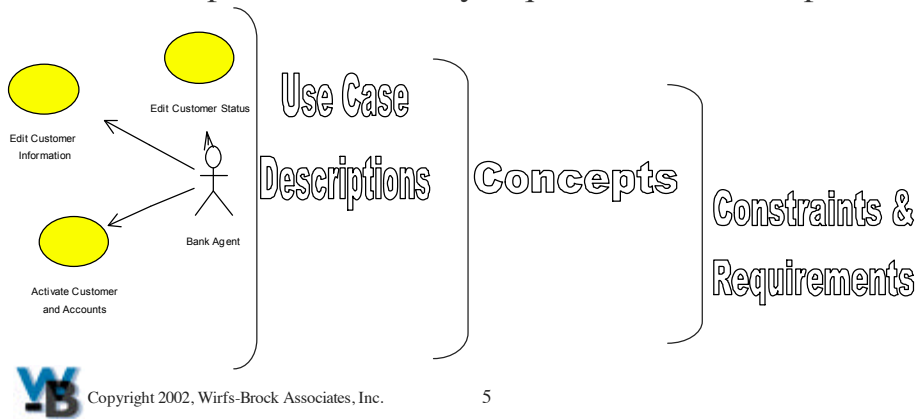 Edit Customer Status
Edit Customer
Information
Bank Agent
Activate Customer
and Accounts
Use Case
Descriptions
Concepts
Constraints &
Requirements
WB
Copyright 2002, Wirfs-Brock Associates, Inc.
5